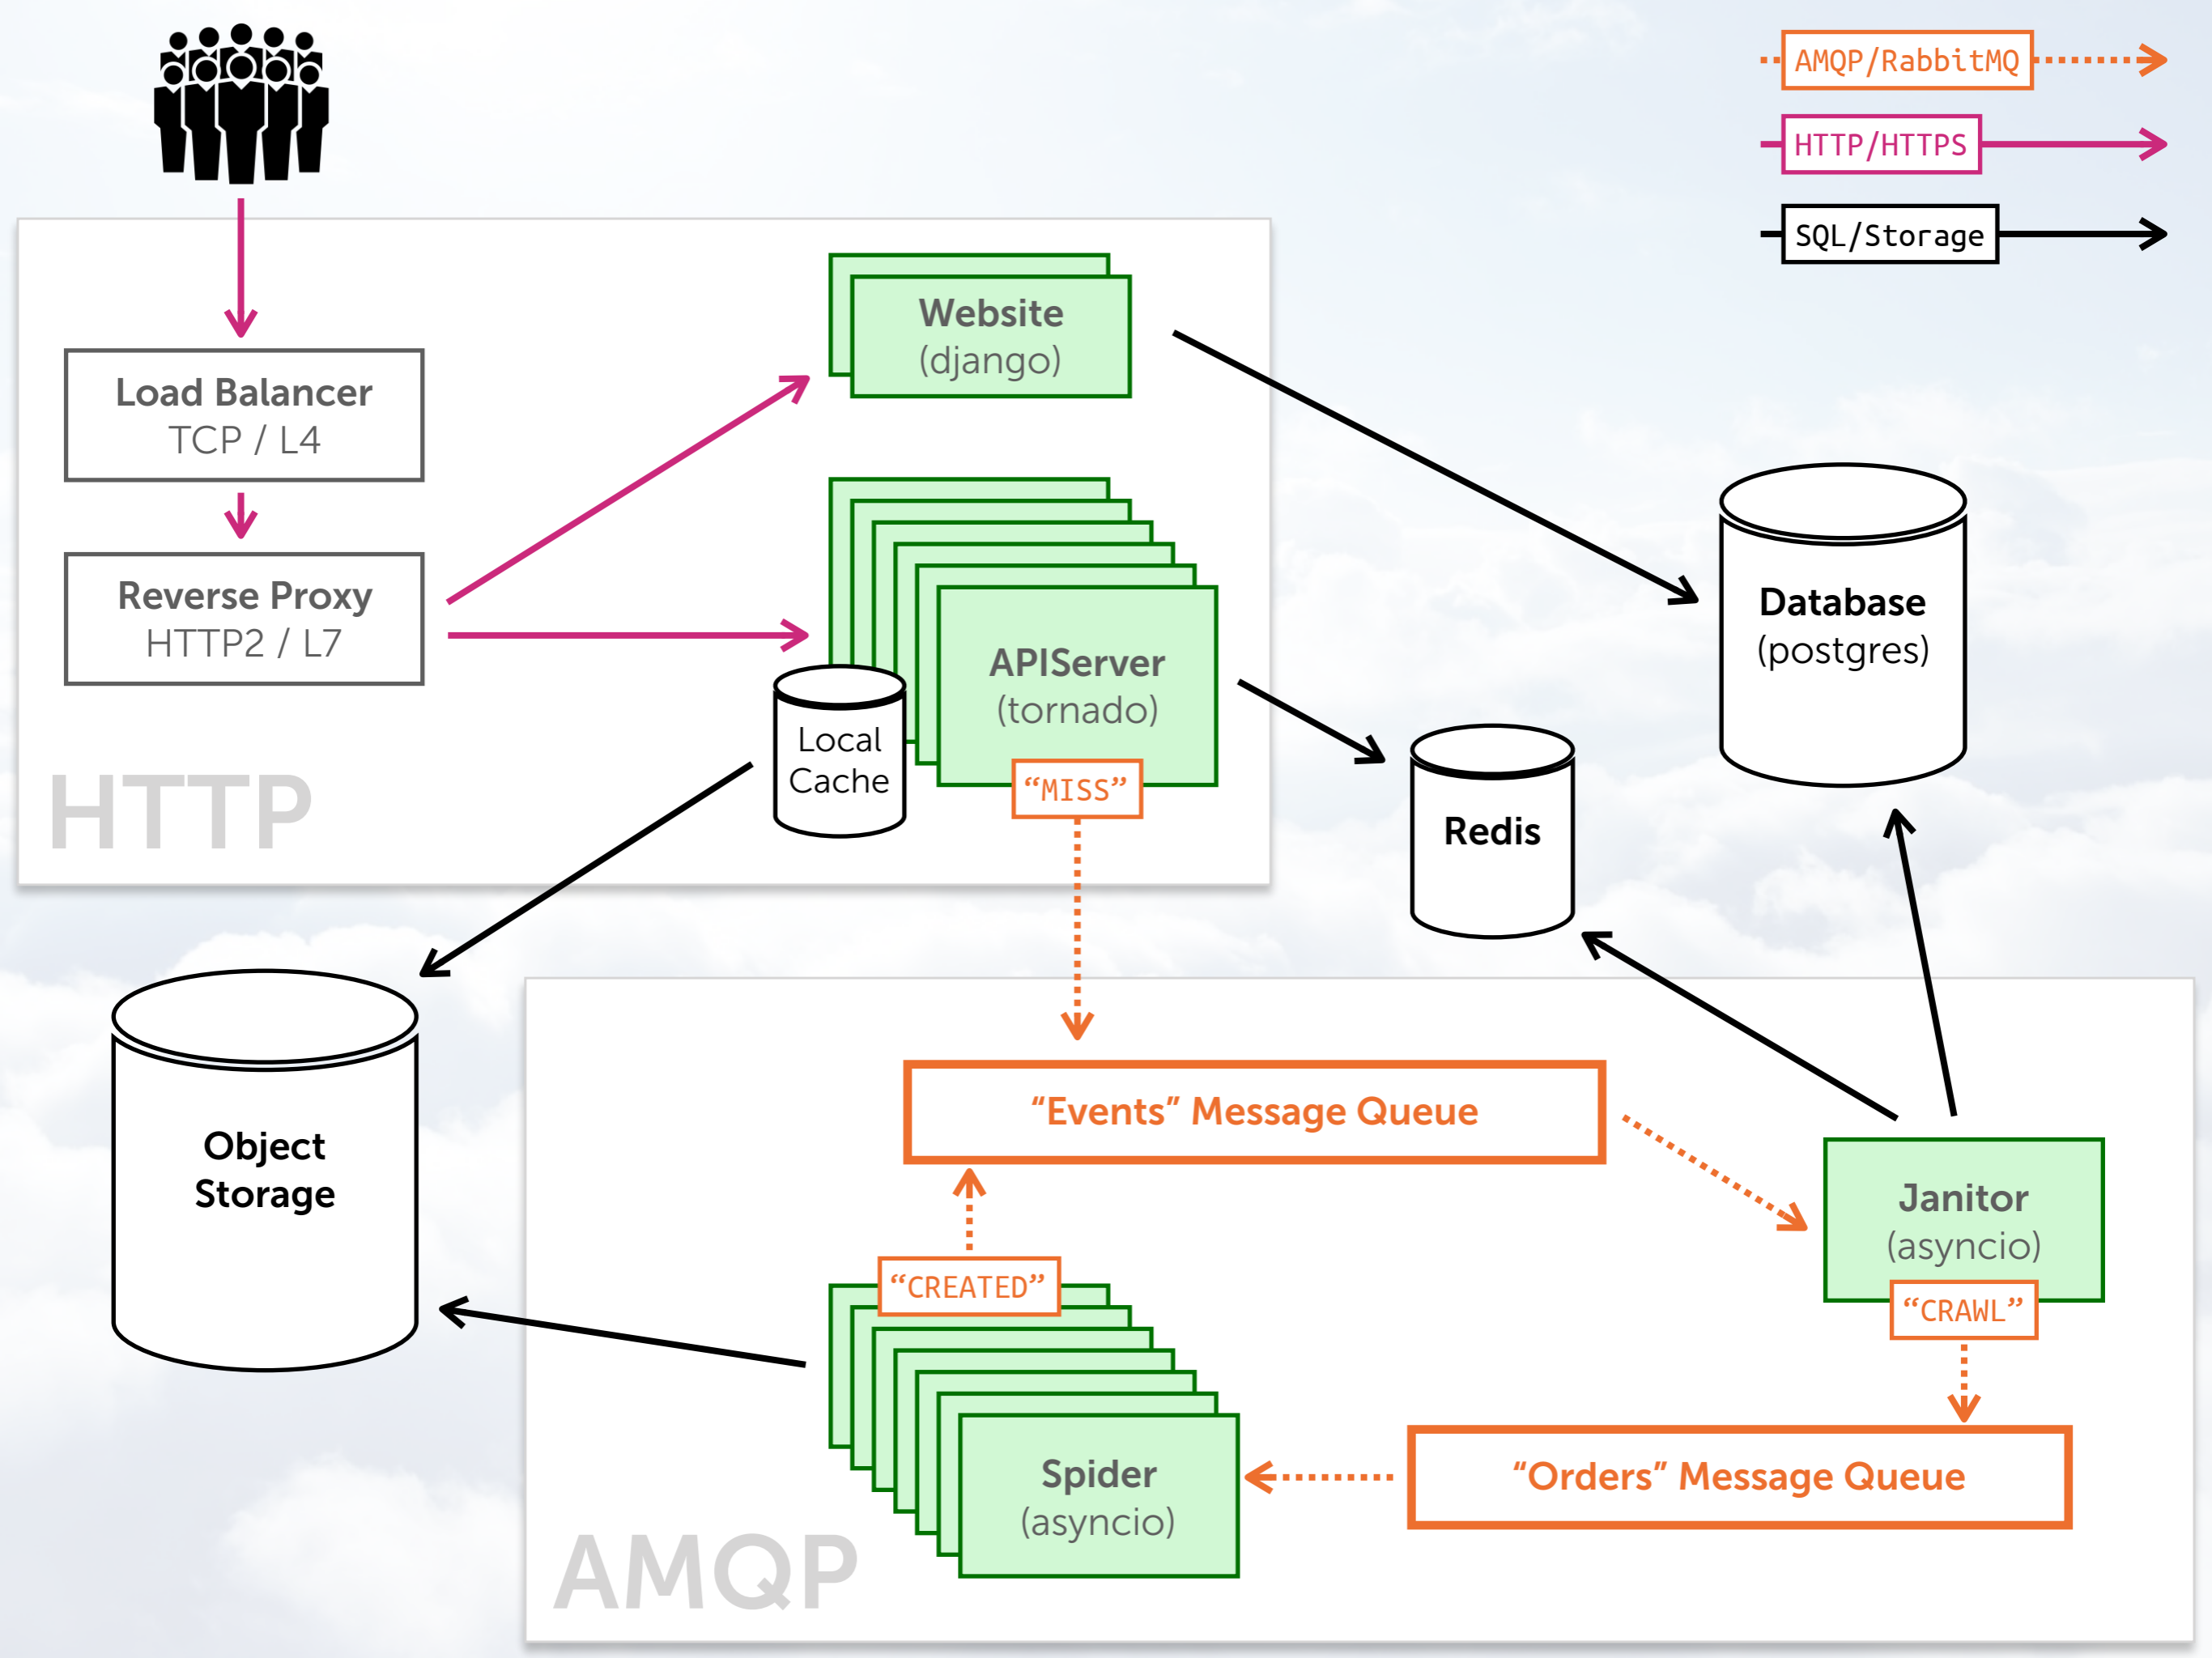 AMQP/RabbitMQ
HTTP/HTTPS
SQL/Storage
Website
(django)
Load Balancer
TCP / L4
Reverse Proxy
HTTP2 / L7
APIServer
(tornado)
Local
Cache
“MISS”
HTTP
Database
(postgres)
Redis
Object
Storage
“Events” Message Queue
Janitor
(asyncio)
“CREATED”
“CRAWL”
Spider
(asyncio)
“Orders” Message Queue
AMQP